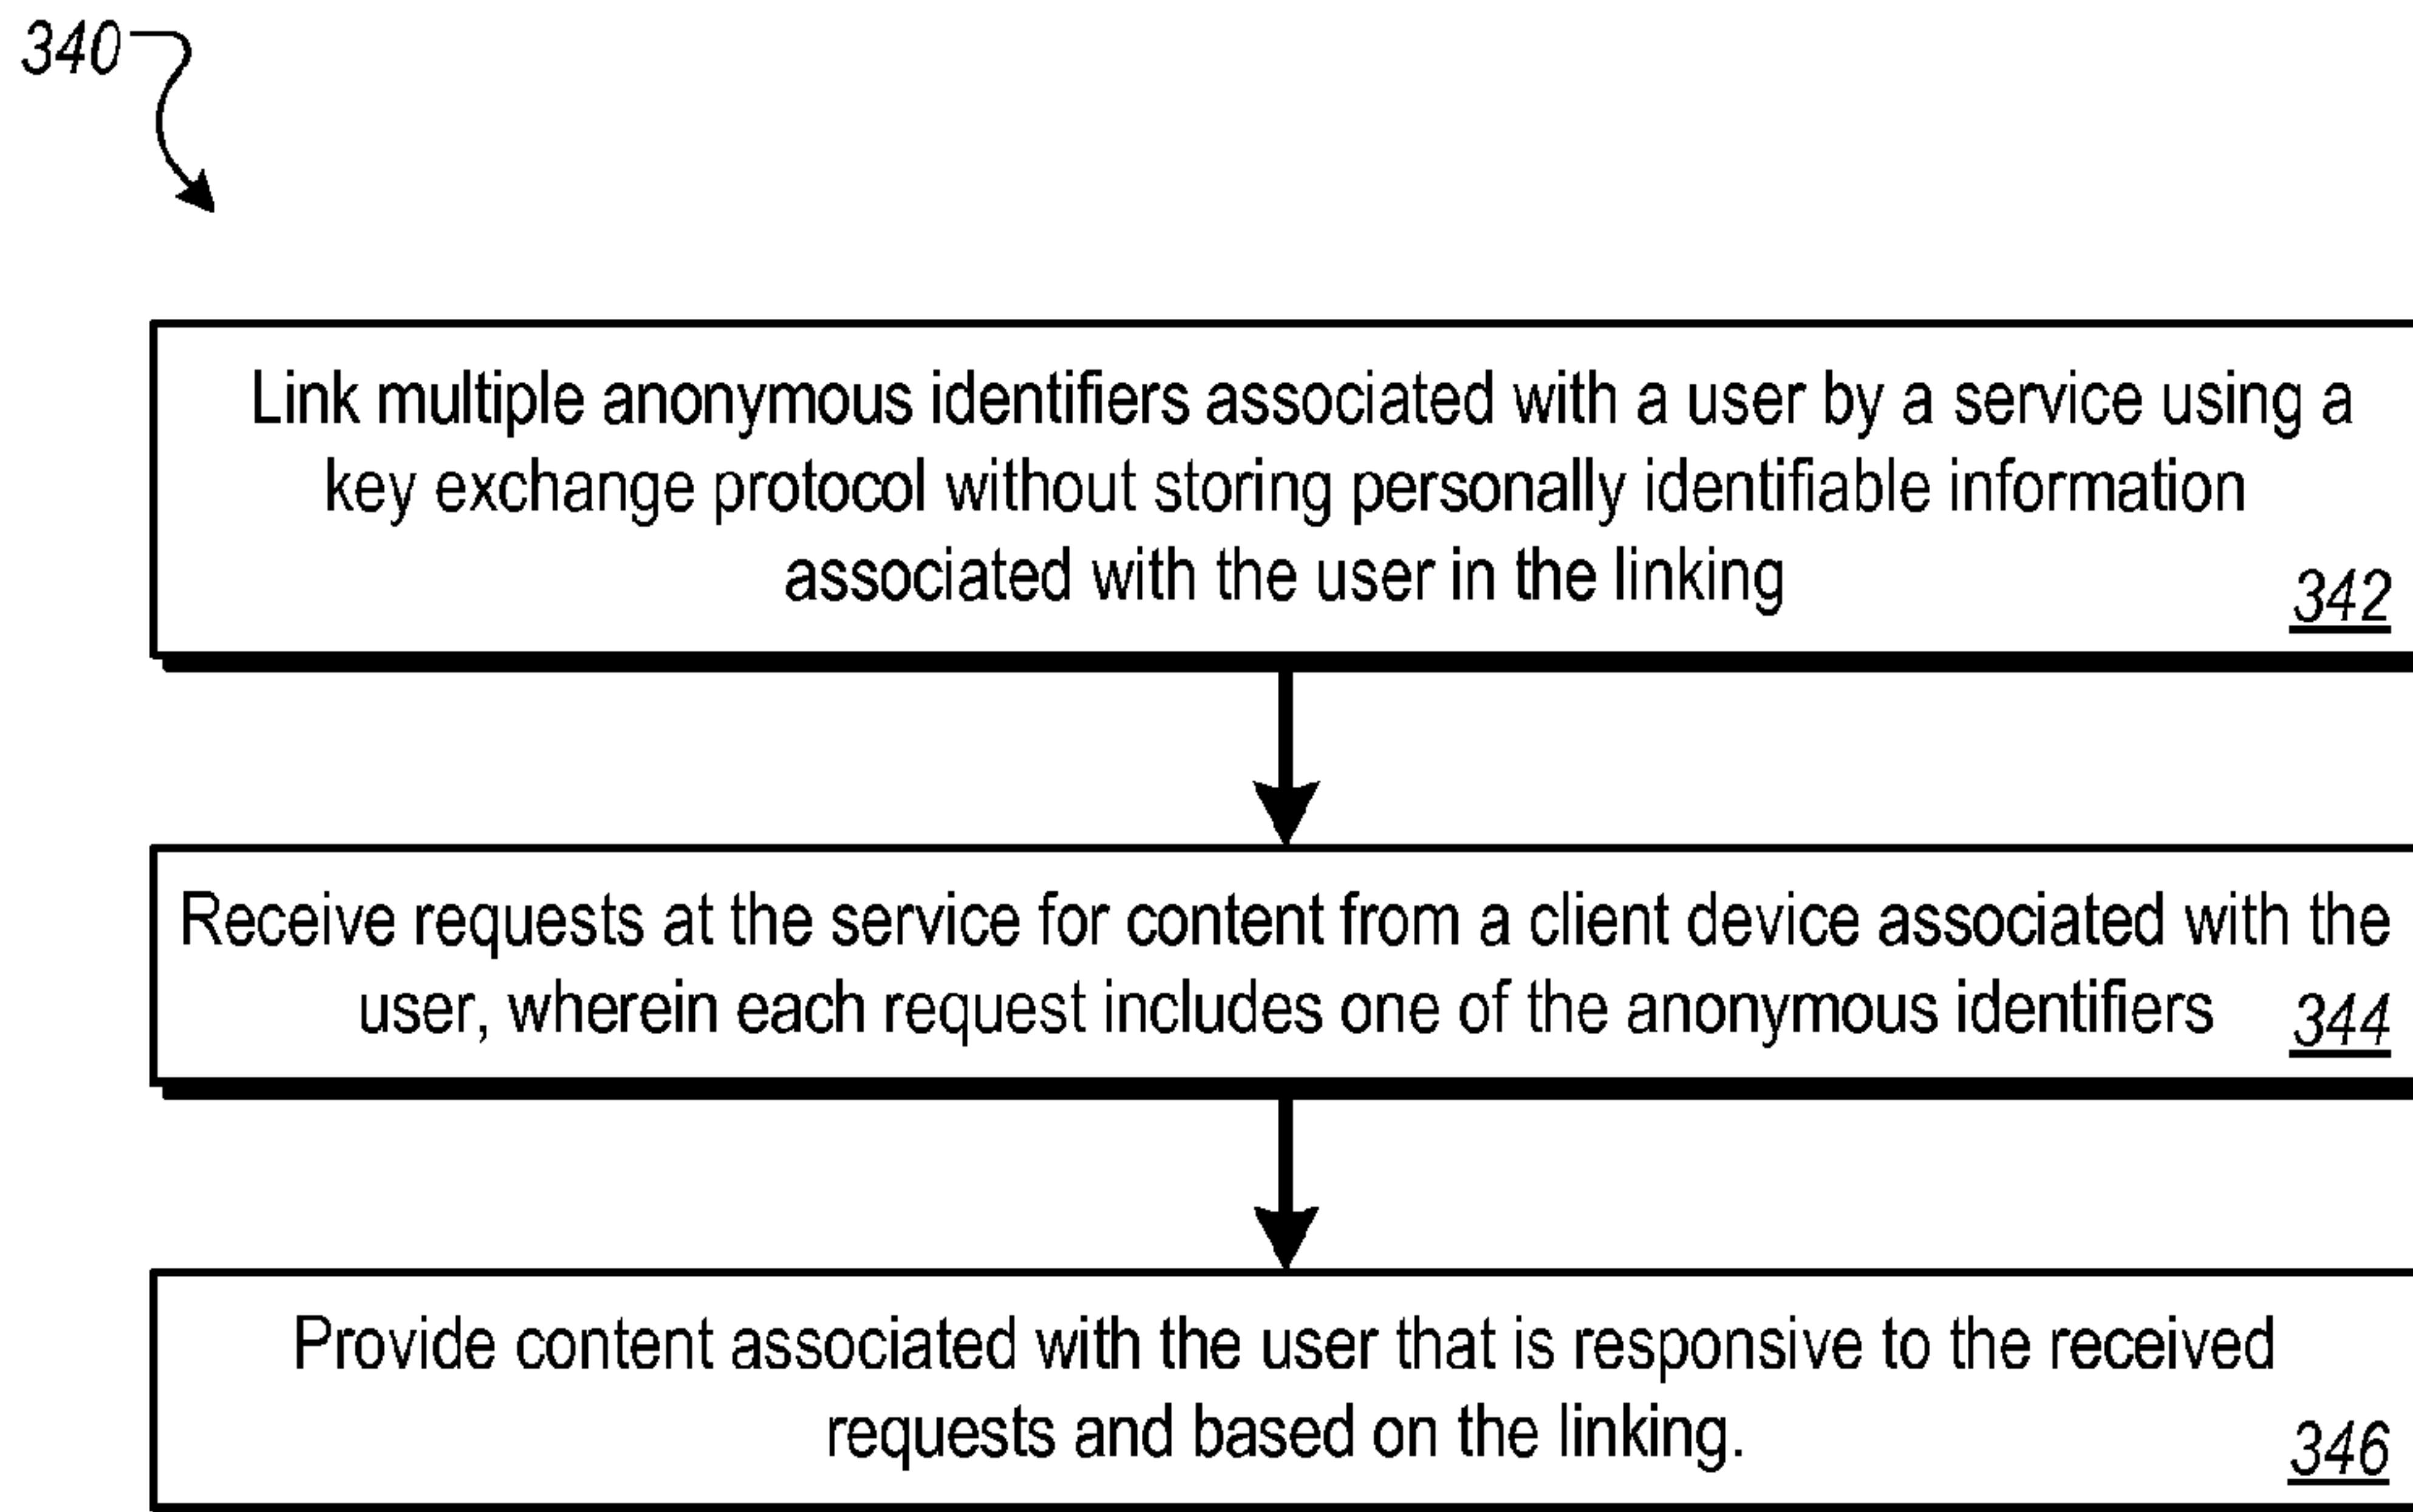 340
Link multiple anonymous identifiers associated with a user by a service using a
key exchange protocol without storing personally identifiable information
associated with the user in the linking
342
Receive requests at the service for content from a client device associated with the
user, wherein each request includes one of the anonymous identifiers
344
Provide content associated with the user that is responsive to the received
requests and based on the linking.
346